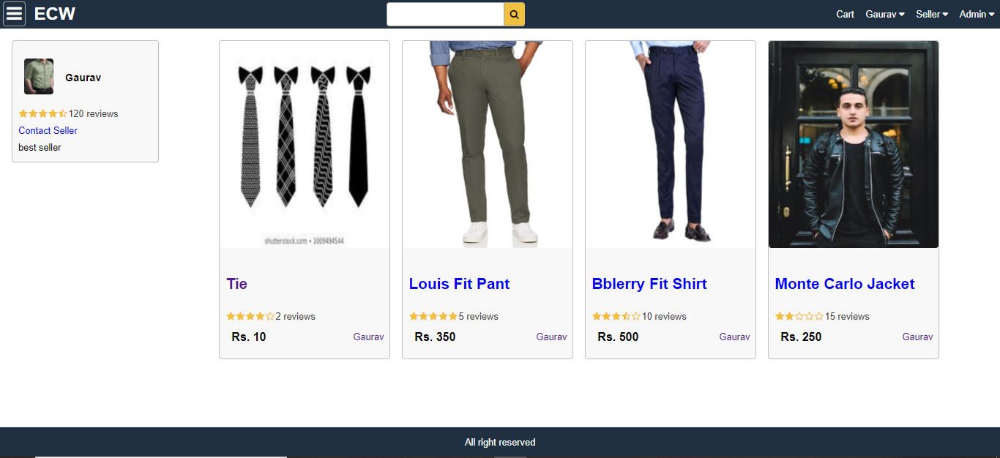 ECW
Cart Gaurav Seller Admin
Gaurav
120 reviews
Contact Seller
best seller
shutterstock.com • 1009494544
Tie
2 reviews
Rs. 10 Gaurav
Louis Fit Pant
5 reviews
Rs. 350 Gaurav
Bblerry Fit Shirt
10 reviews
Rs. 500 Gaurav
Monte Carlo Jacket
15 reviews
Rs. 250 Gaurav
All right reserved